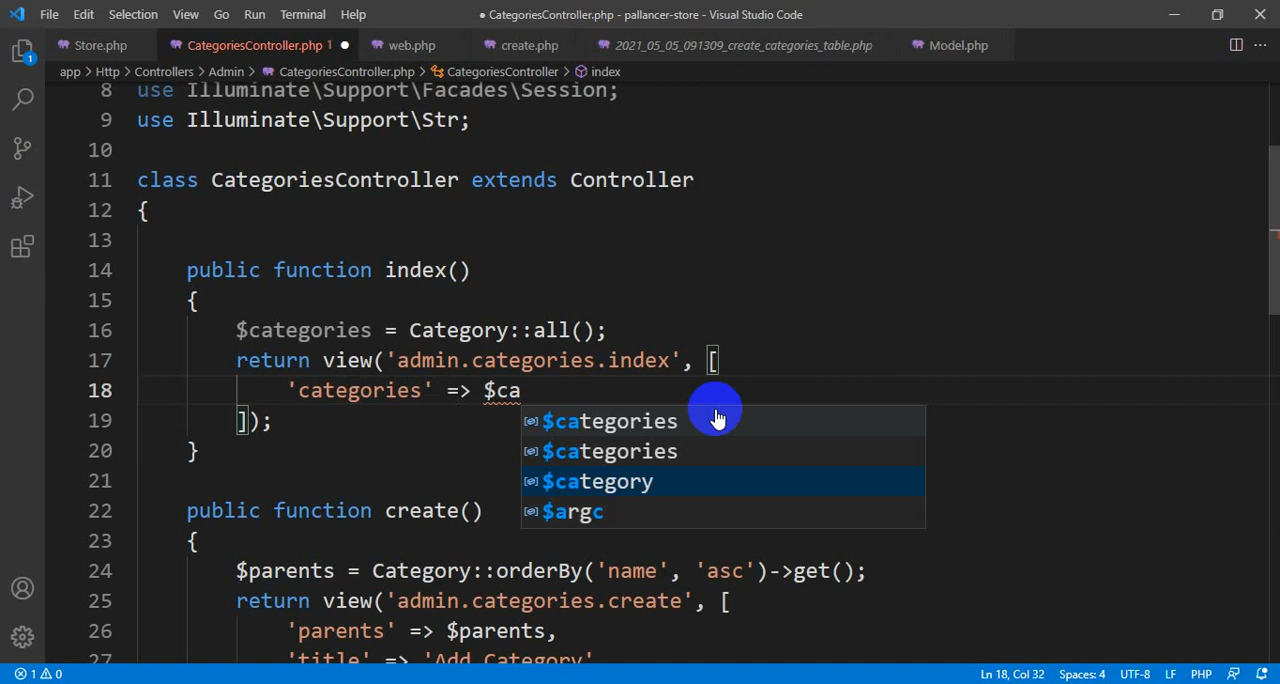 File Edit Selection View Go Run Terminal Help
● CategoriesController.php - pallancer-store - Visual Studio Code
Store.php CategoriesController.php 1 ● web.php create.php 2021_05_05_091309_create_categories_table.php Model.php
app > Http > Controllers > Admin > CategoriesController.php > CategoriesController > index
8 use Illuminate\Support\Facades\Session;
9 use Illuminate\Support\Str;
10
11 class CategoriesController extends Controller
12 {
13
14 public function index()
15 {
16 $categories = Category::all();
17 return view('admin.categories.index', [
18 'categories' => $ca
19 ]);
$categories
20 }
$categories
21
$category
22 public function create()
$argc
23 {
24 $parents = Category::orderBy('name', 'asc')->get();
25 return view('admin.categories.create', [
26 'parents' => $parents,
27 'title' => 'Add Category'
1 0 Ln 18, Col 32 Spaces: 4 UTF-8 LF PHP